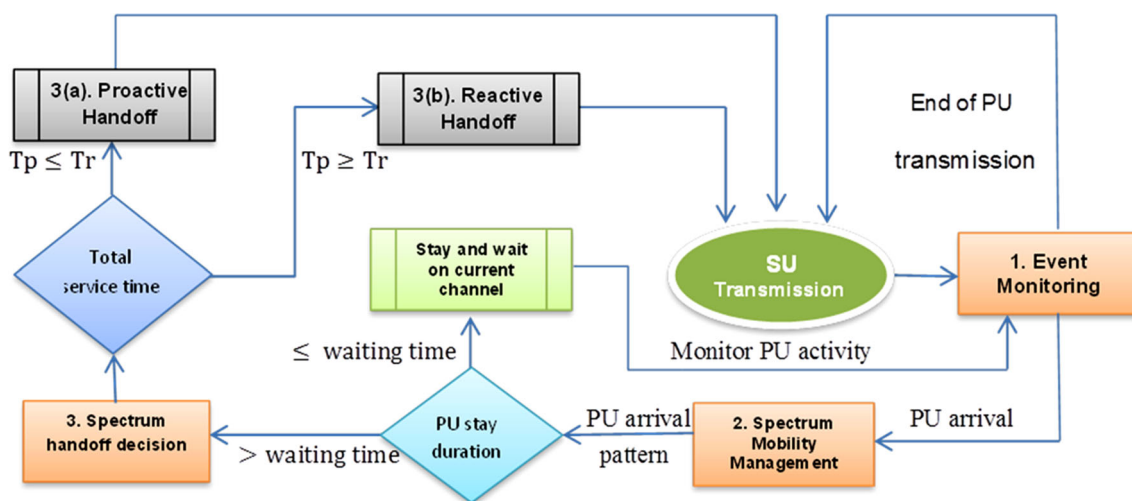 3(a). Proactive
Handoff
3(b). Reactive
Handoff
End of PU
transmission
Tp ≤ Tr
Tp ≥ Tr
Total
service time
Stay and wait
on current
channel
SU
Transmission
1. Event
Monitoring
≤ waiting time
Monitor PU activity
3. Spectrum
handoff decision
> waiting time
PU stay
duration
PU arrival
pattern
2. Spectrum
Mobility
Management
PU arrival